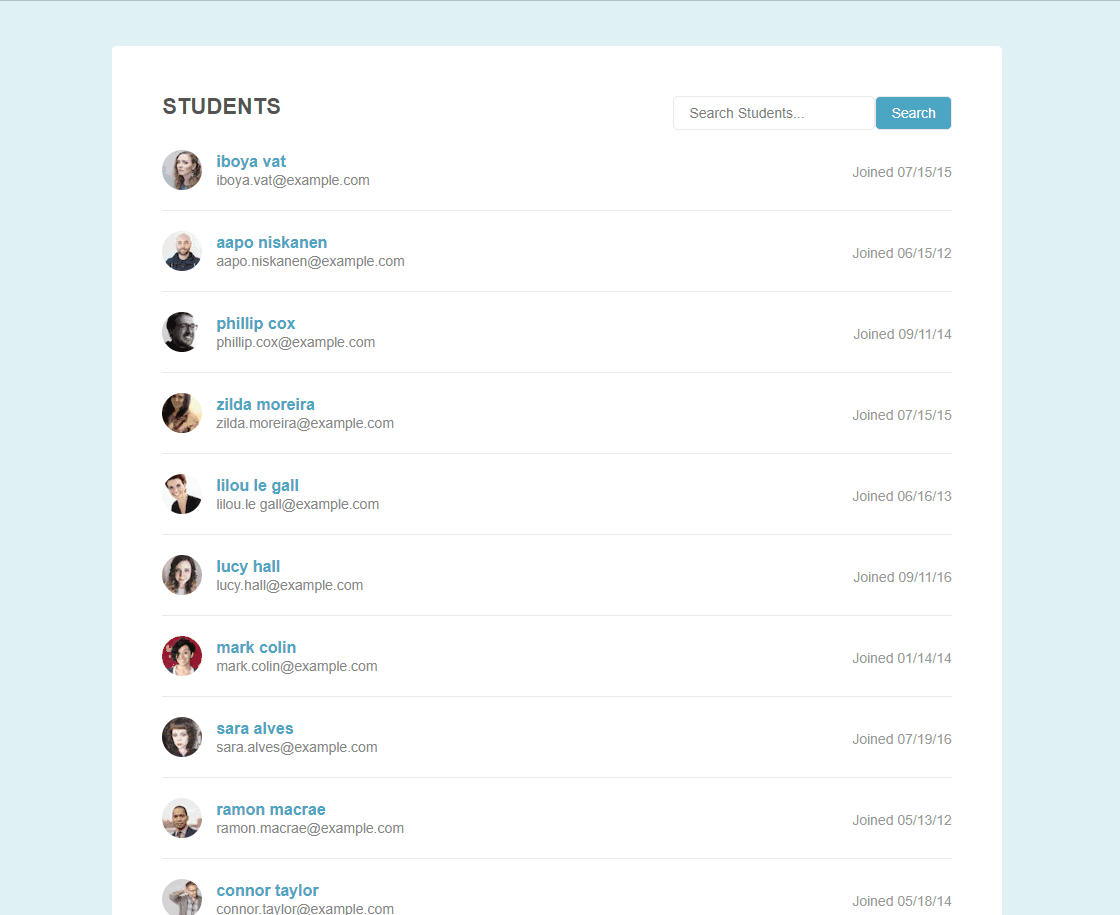 STUDENTS
Search Students... Search
iboya vat
iboya.vat@example.com
Joined 07/15/15
aapo niskanen
aapo.niskanen@example.com
Joined 06/15/12
phillip cox
phillip.cox@example.com
Joined 09/11/14
zilda moreira
zilda.moreira@example.com
Joined 07/15/15
lilou le gall
lilou.le gall@example.com
Joined 06/16/13
lucy hall
lucy.hall@example.com
Joined 09/11/16
mark colin
mark.colin@example.com
Joined 01/14/14
sara alves
sara.alves@example.com
Joined 07/19/16
ramon macrae
ramon.macrae@example.com
Joined 05/13/12
connor taylor
connor.taylor@example.com
Joined 05/18/14